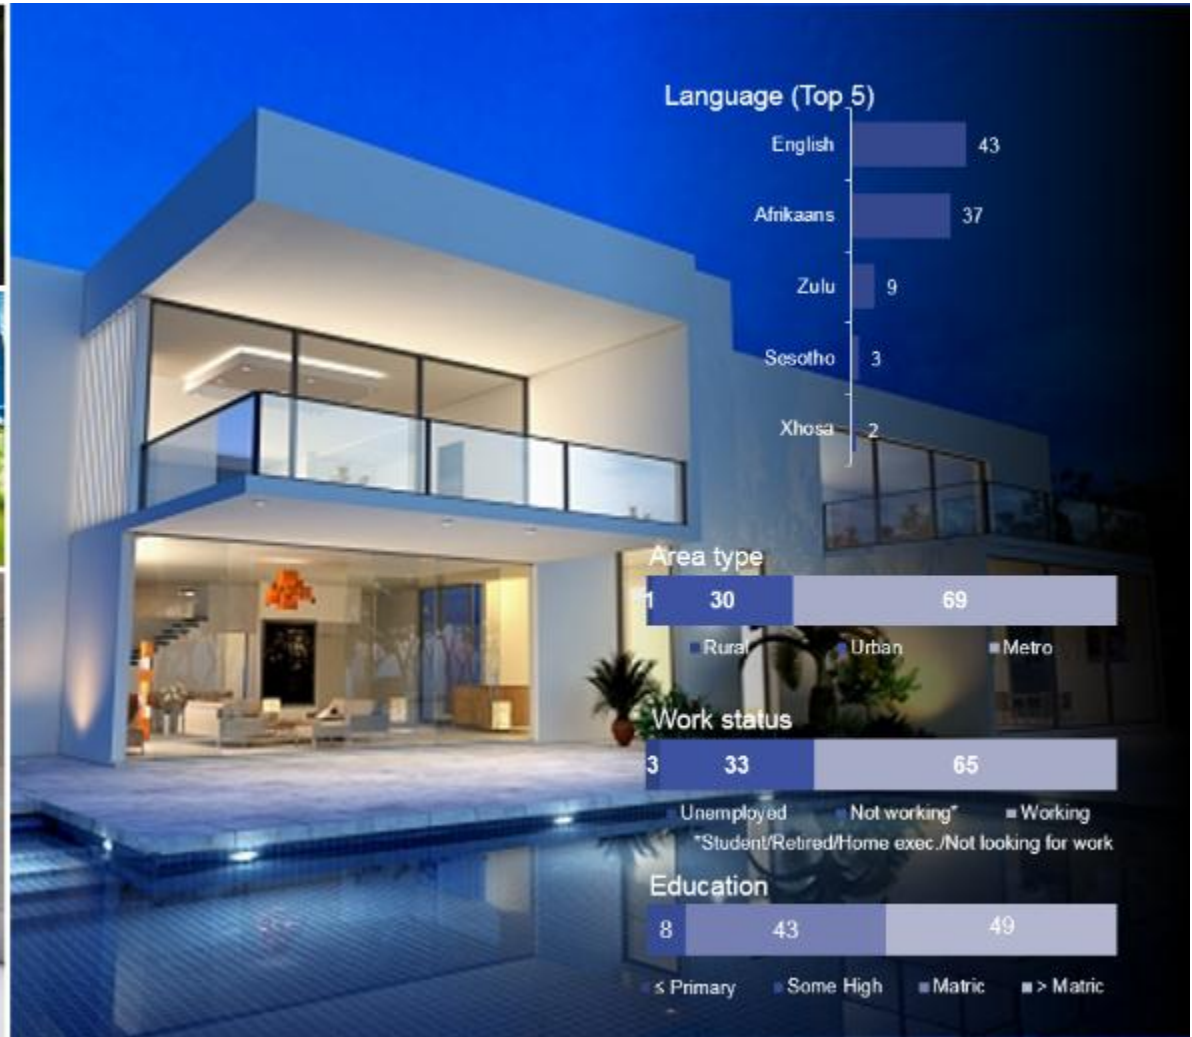 Language (Top 5)
English 43
Afrikaans 37
Zulu 9
Sesotho 3
Xhosa 2
Area type
1 30 69
Rural Urban Metro
Work status
3 33 65
Unemployed Not working* Working
*Student/Retired/Home exec./Not looking for work
Education
8 43 49
≤ Primary Some High Matric > Matric